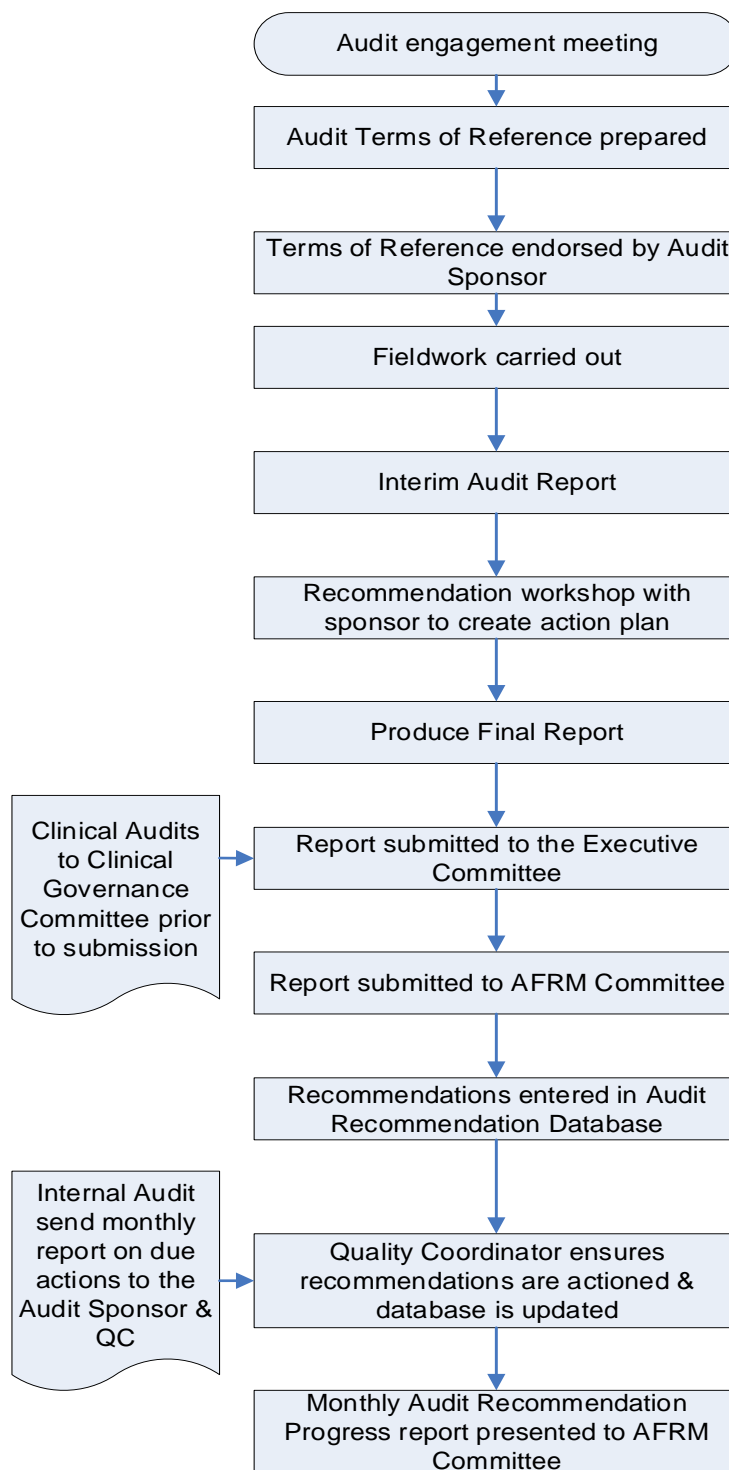 Audit engagement meeting
Audit Terms of Reference prepared
Terms of Reference endorsed by Audit
Sponsor
Fieldwork carried out
Interim Audit Report
Recommendation workshop with
sponsor to create action plan
Produce Final Report
Clinical Audits
to Clinical
Governance
Committee prior
to submission
Report submitted to the Executive
Committee
Report submitted to AFRM Committee
Recommendations entered in Audit
Recommendation Database
Internal Audit
send monthly
report on due
actions to the
Audit Sponsor &
QC
Quality Coordinator ensures
recommendations are actioned &
database is updated
Monthly Audit Recommendation
Progress report presented to AFRM
Committee